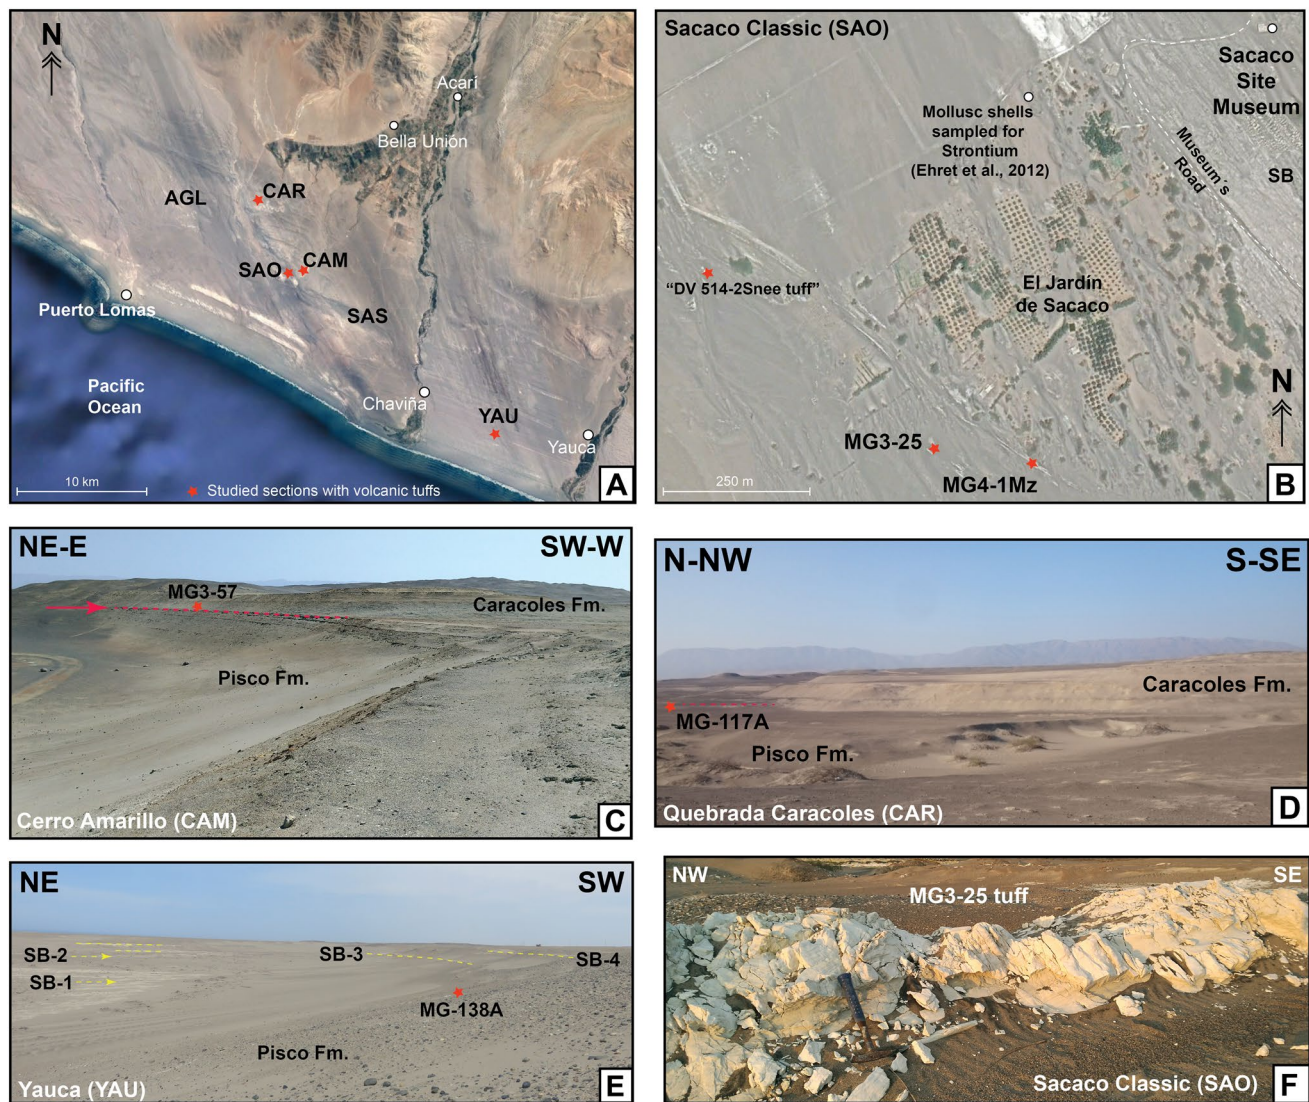 N
Acarí
Bella Unión
AGL
CAR
SAO
CAM
Puerto Lomas
SAS
Pacific
Ocean
Chaviña
YAU
Yauca
10 km
Studied sections with volcanic tuffs
A
Sacaco Classic (SAO)
Sacaco
Site
Museum
Mollusc shells
sampled for
Strontium
(Ehret et al., 2012)
Museum´s
Road
SB
“DV 514-2Snee tuff”
El Jardín
de Sacaco
N
MG3-25
MG4-1Mz
250 m
B
NE-E
SW-W
MG3-57
Caracoles Fm.
Pisco Fm.
Cerro Amarillo (CAM)
C
N-NW
S-SE
Caracoles Fm.
MG-117A
Pisco Fm.
Quebrada Caracoles (CAR)
D
NE
SW
SB-2
SB-3
SB-4
SB-1
MG-138A
Pisco Fm.
Yauca (YAU)
E
NW
SE
MG3-25 tuff
Sacaco Classic (SAO)
F